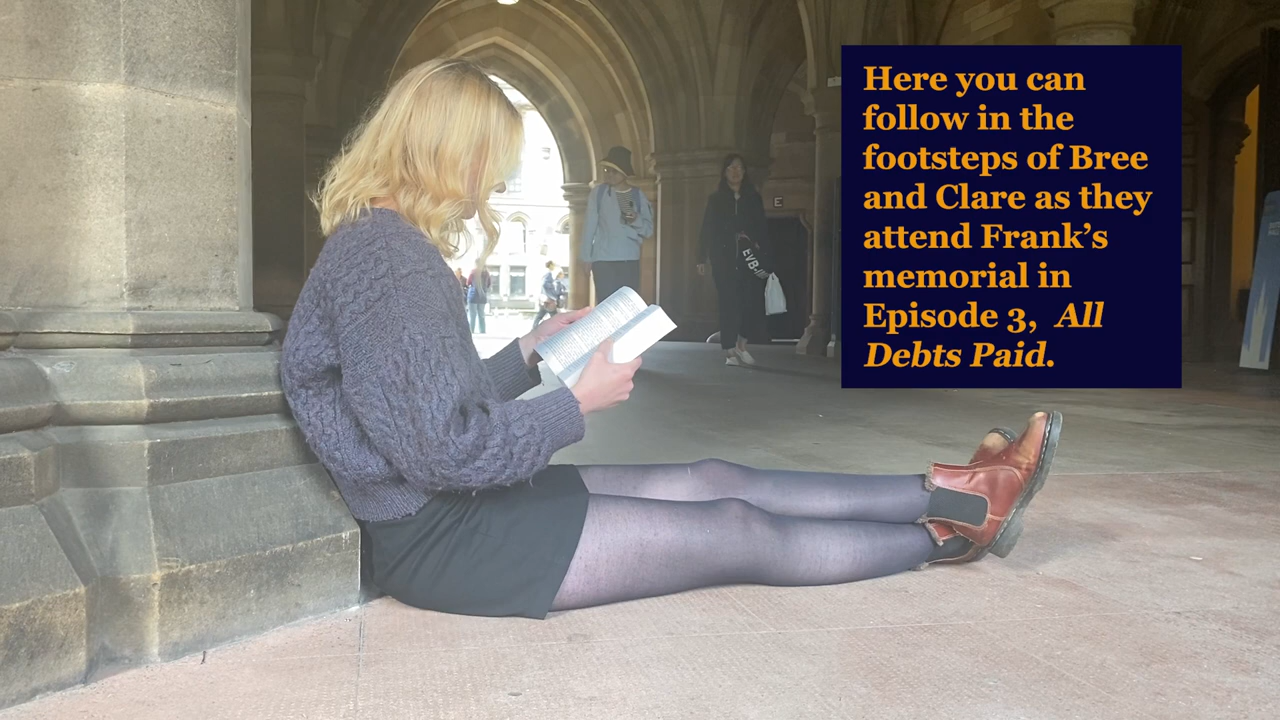 Here you can
follow in the
footsteps of Bree
and Clare as they
attend Frank’s
memorial in
Episode 3, All
Debts Paid.
E
EVB